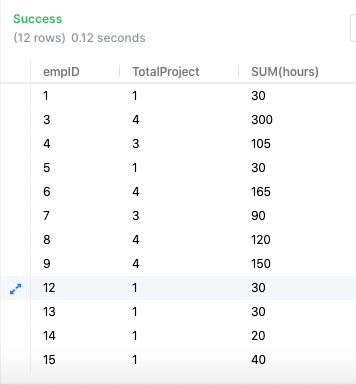 Success
(12 rows) 0.12 seconds
empID TotalProject SUM(hours)
1 1 30
3 4 300
4 3 105
5 1 30
6 4 165
7 3 90
8 4 120
9 4 150
12 1 30
13 1 30
14 1 20
15 1 40